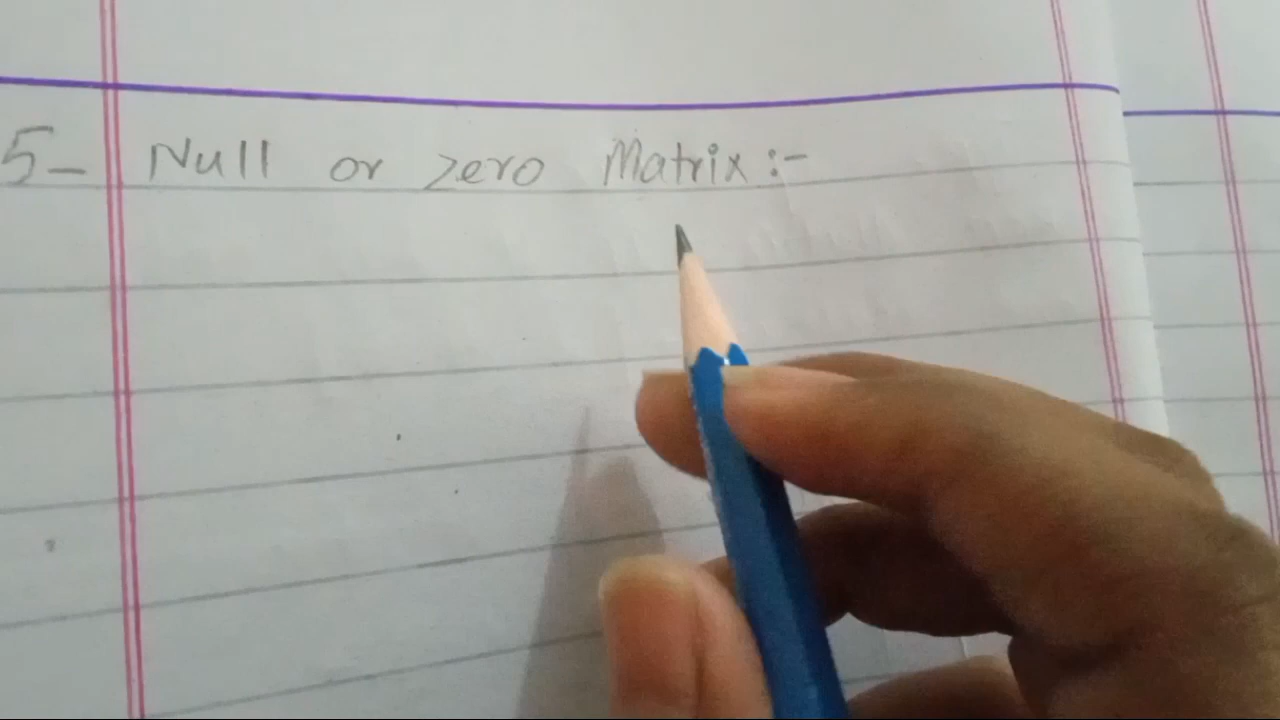 5- Null or zero Matrix:-